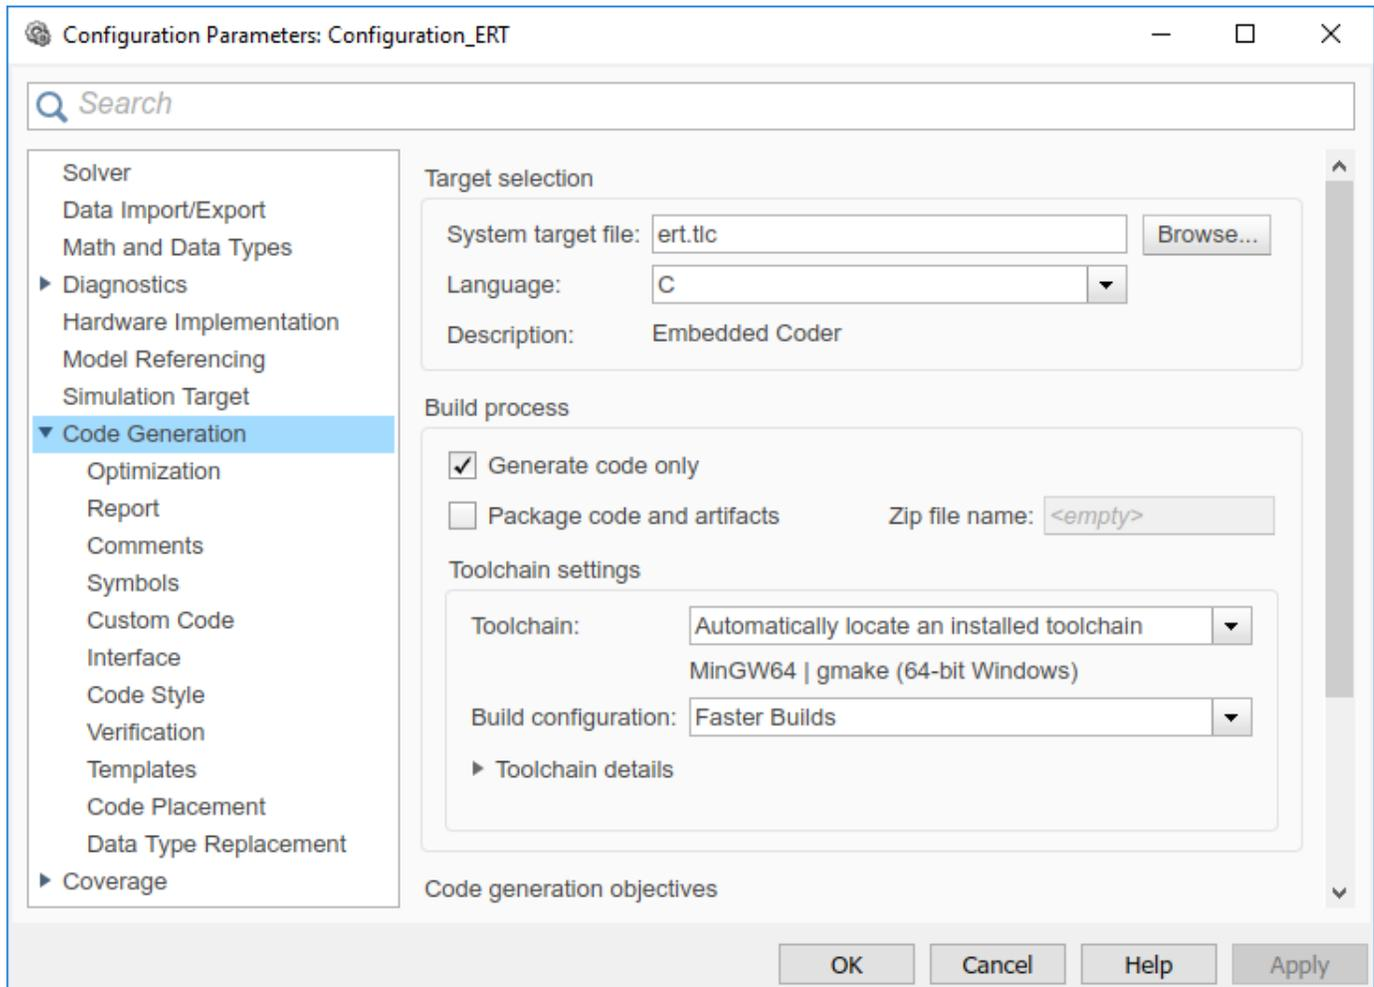 Configuration Parameters: Configuration_ERT
Search
Solver
Data Import/Export
Math and Data Types
Diagnostics
Hardware Implementation
Model Referencing
Simulation Target
Code Generation
Optimization
Report
Comments
Symbols
Custom Code
Interface
Code Style
Verification
Templates
Code Placement
Data Type Replacement
Coverage
Target selection
System target file: ert.tlc Browse...
Language: C
Description: Embedded Coder
Build process
Generate code only
Package code and artifacts Zip file name: <empty>
Toolchain settings
Toolchain: Automatically locate an installed toolchain
MinGW64 | gmake (64-bit Windows)
Build configuration: Faster Builds
Toolchain details
Code generation objectives
OK Cancel Help Apply